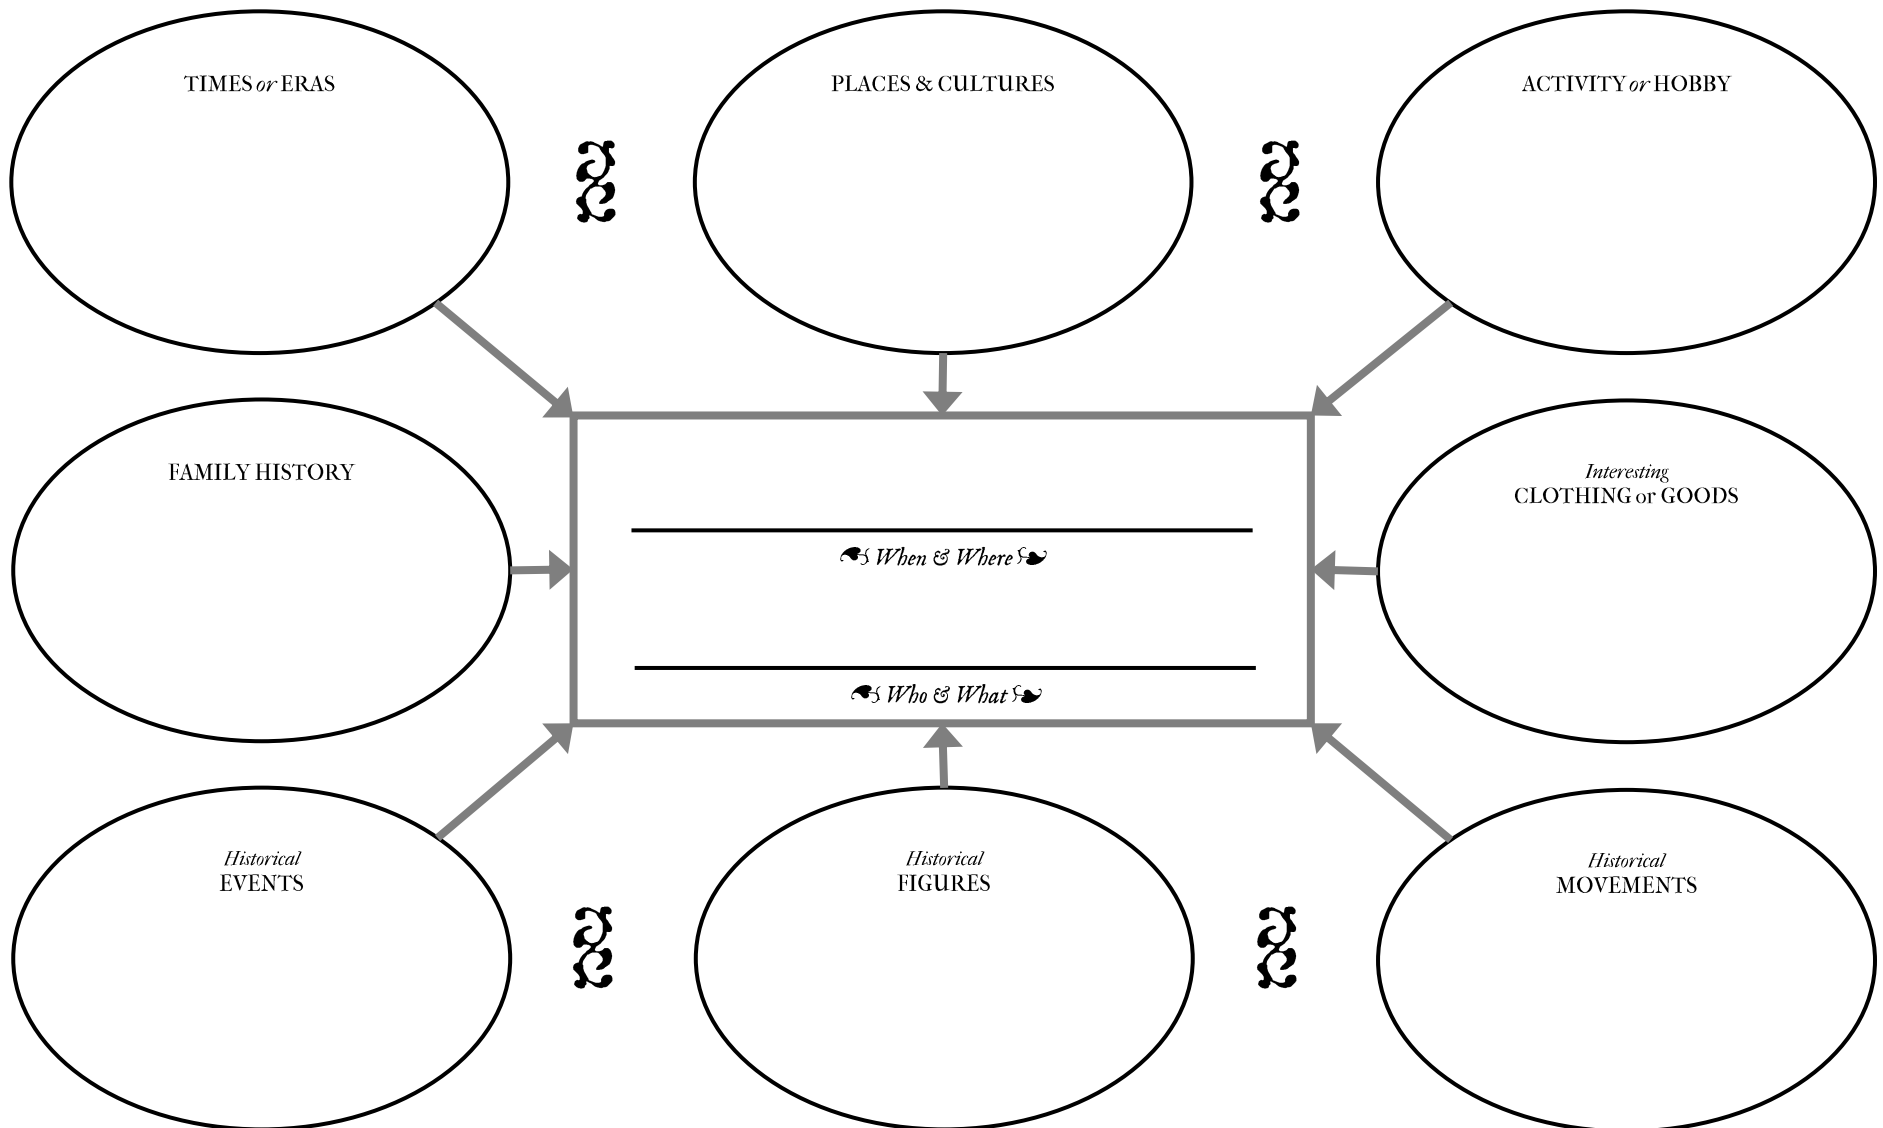 TIMES or ERAS
PLACES & CULTURES
ACTIVITY or HOBBY
FAMILY HISTORY
When & Where
Who & What
Interesting
CLOTHING or GOODS
Historical
EVENTS
Historical
FIGURES
Historical
MOVEMENTS